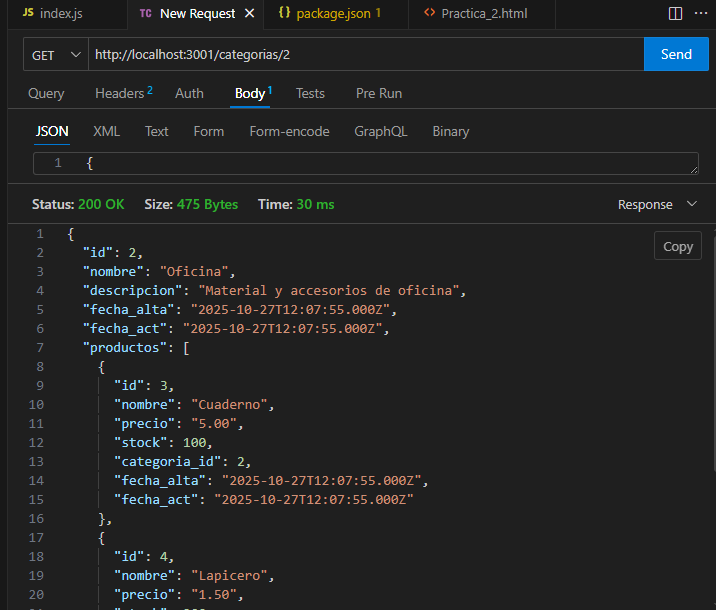 JS index.js TC New Request × {} package.json 1 <> Practica_2.html ...
GET http://localhost:3001/categorias/2 Send
Query Headers 2 Auth Body 1 Tests Pre Run
JSON XML Text Form Form-encode GraphQL Binary
1 {
Status: 200 OK Size: 475 Bytes Time: 30 ms Response
Copy
1 {
2 "id": 2,
3 "nombre": "Oficina",
4 "descripcion": "Material y accesorios de oficina",
5 "fecha_alta": "2025-10-27T12:07:55.000Z",
6 "fecha_act": "2025-10-27T12:07:55.000Z",
7 "productos": [
8 {
9 "id": 3,
10 "nombre": "Cuaderno",
11 "precio": "5.00",
12 "stock": 100,
13 "categoria_id": 2,
14 "fecha_alta": "2025-10-27T12:07:55.000Z",
15 "fecha_act": "2025-10-27T12:07:55.000Z"
16 },
17 {
18 "id": 4,
19 "nombre": "Lapicero",
20 "precio": "1.50",